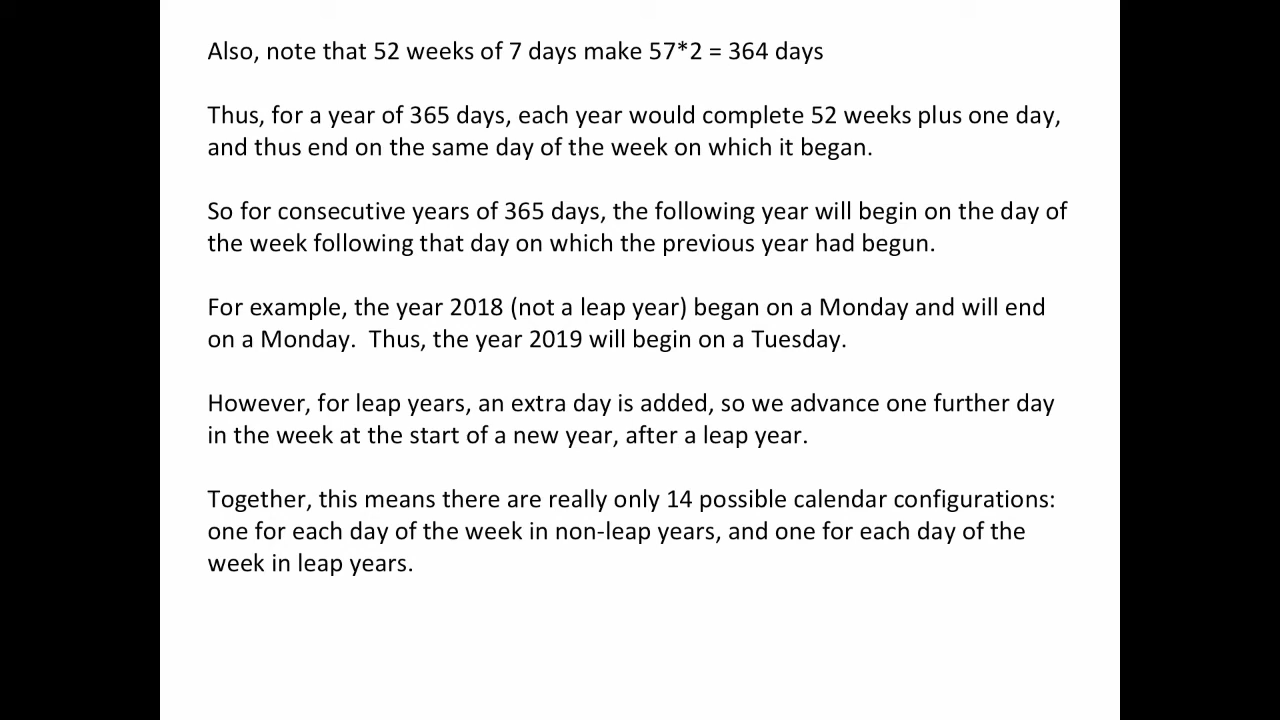 Also, note that 52 weeks of 7 days make 57*2 = 364 days
Thus, for a year of 365 days, each year would complete 52 weeks plus one day,
and thus end on the same day of the week on which it began.
So for consecutive years of 365 days, the following year will begin on the day of
the week following that day on which the previous year had begun.
For example, the year 2018 (not a leap year) began on a Monday and will end
on a Monday.  Thus, the year 2019 will begin on a Tuesday.
However, for leap years, an extra day is added, so we advance one further day
in the week at the start of a new year, after a leap year.
Together, this means there are really only 14 possible calendar configurations:
one for each day of the week in non-leap years, and one for each day of the
week in leap years.